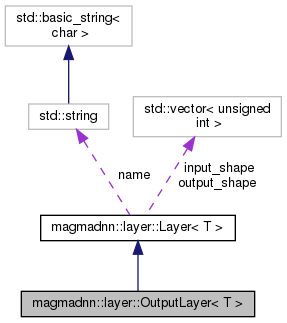 std::basic_string<
char >
std::string
std::vector< unsigned
int >
name
input_shape
output_shape
magmadnn::layer::Layer< T >
magmadnn::layer::OutputLayer< T >